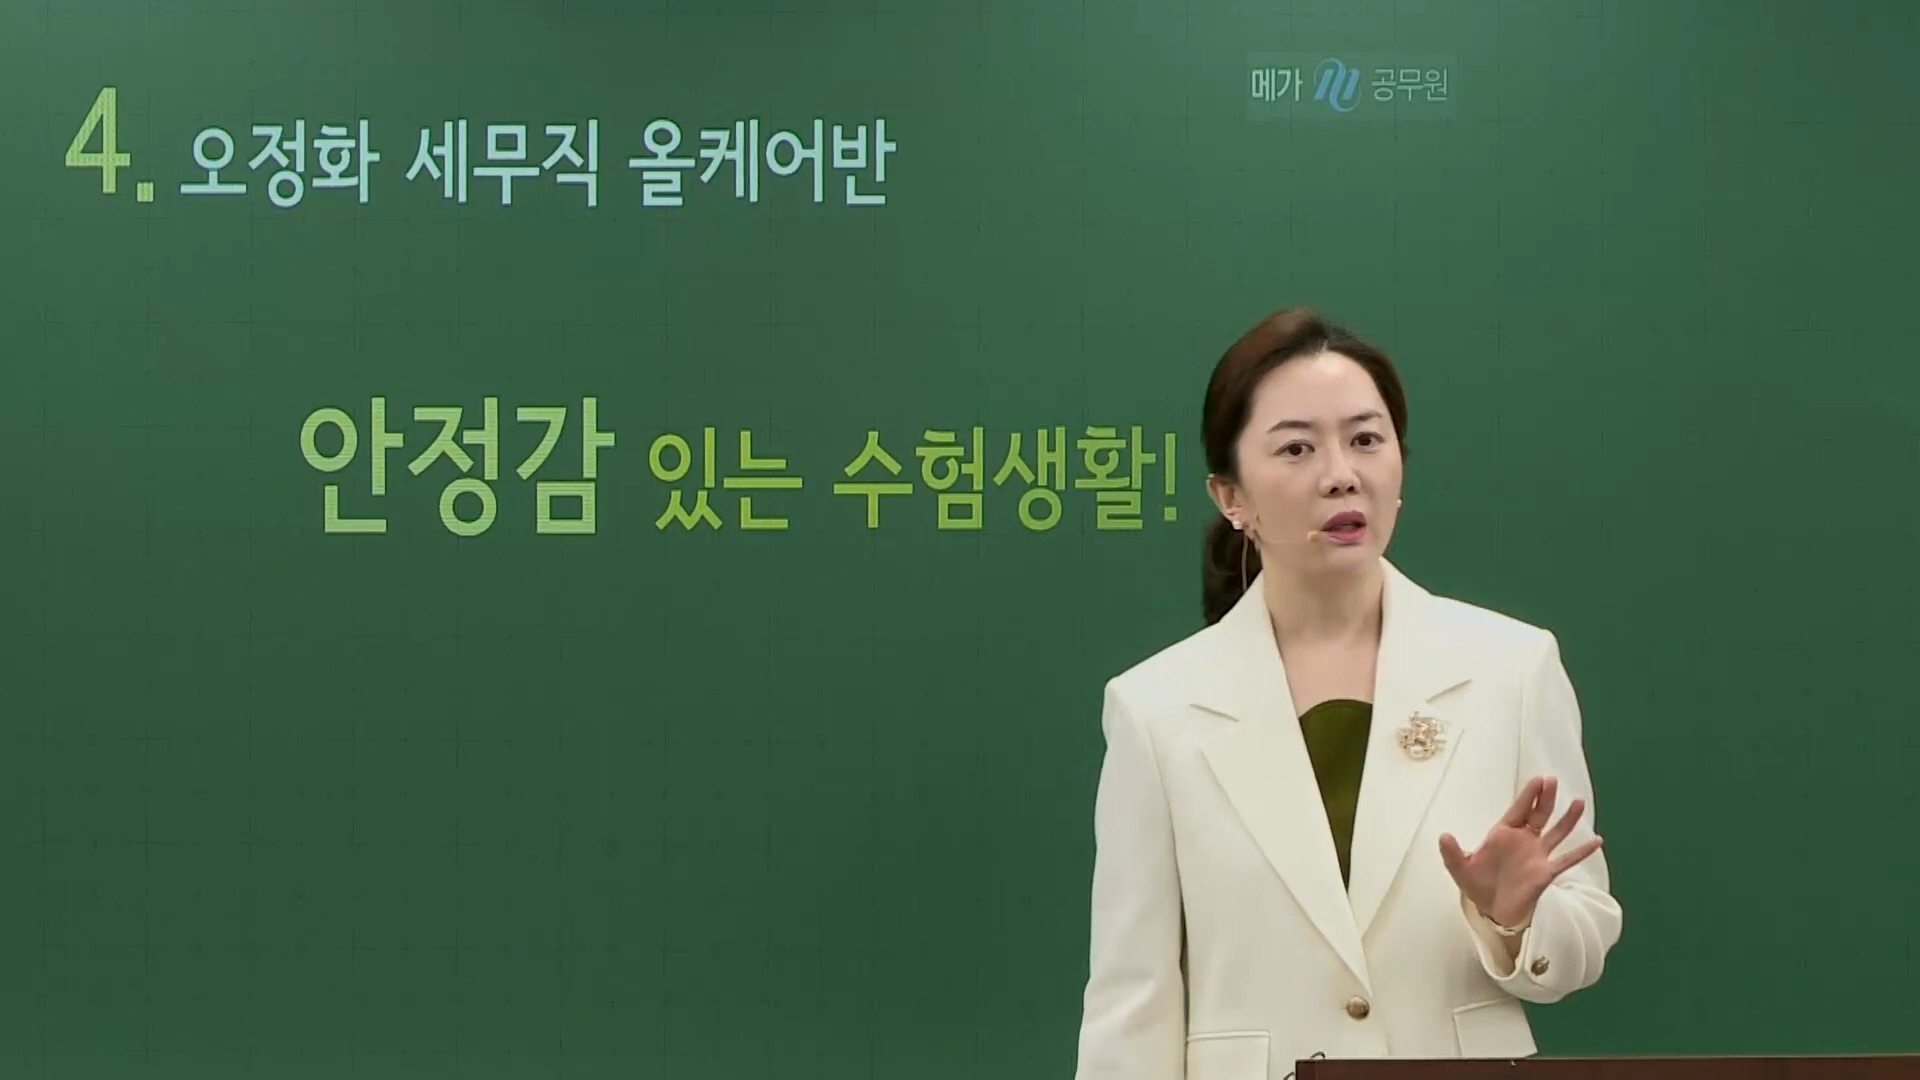 메가 공무원
4. 오정화 세무직 올케어반
안정감 있는 수험생활!